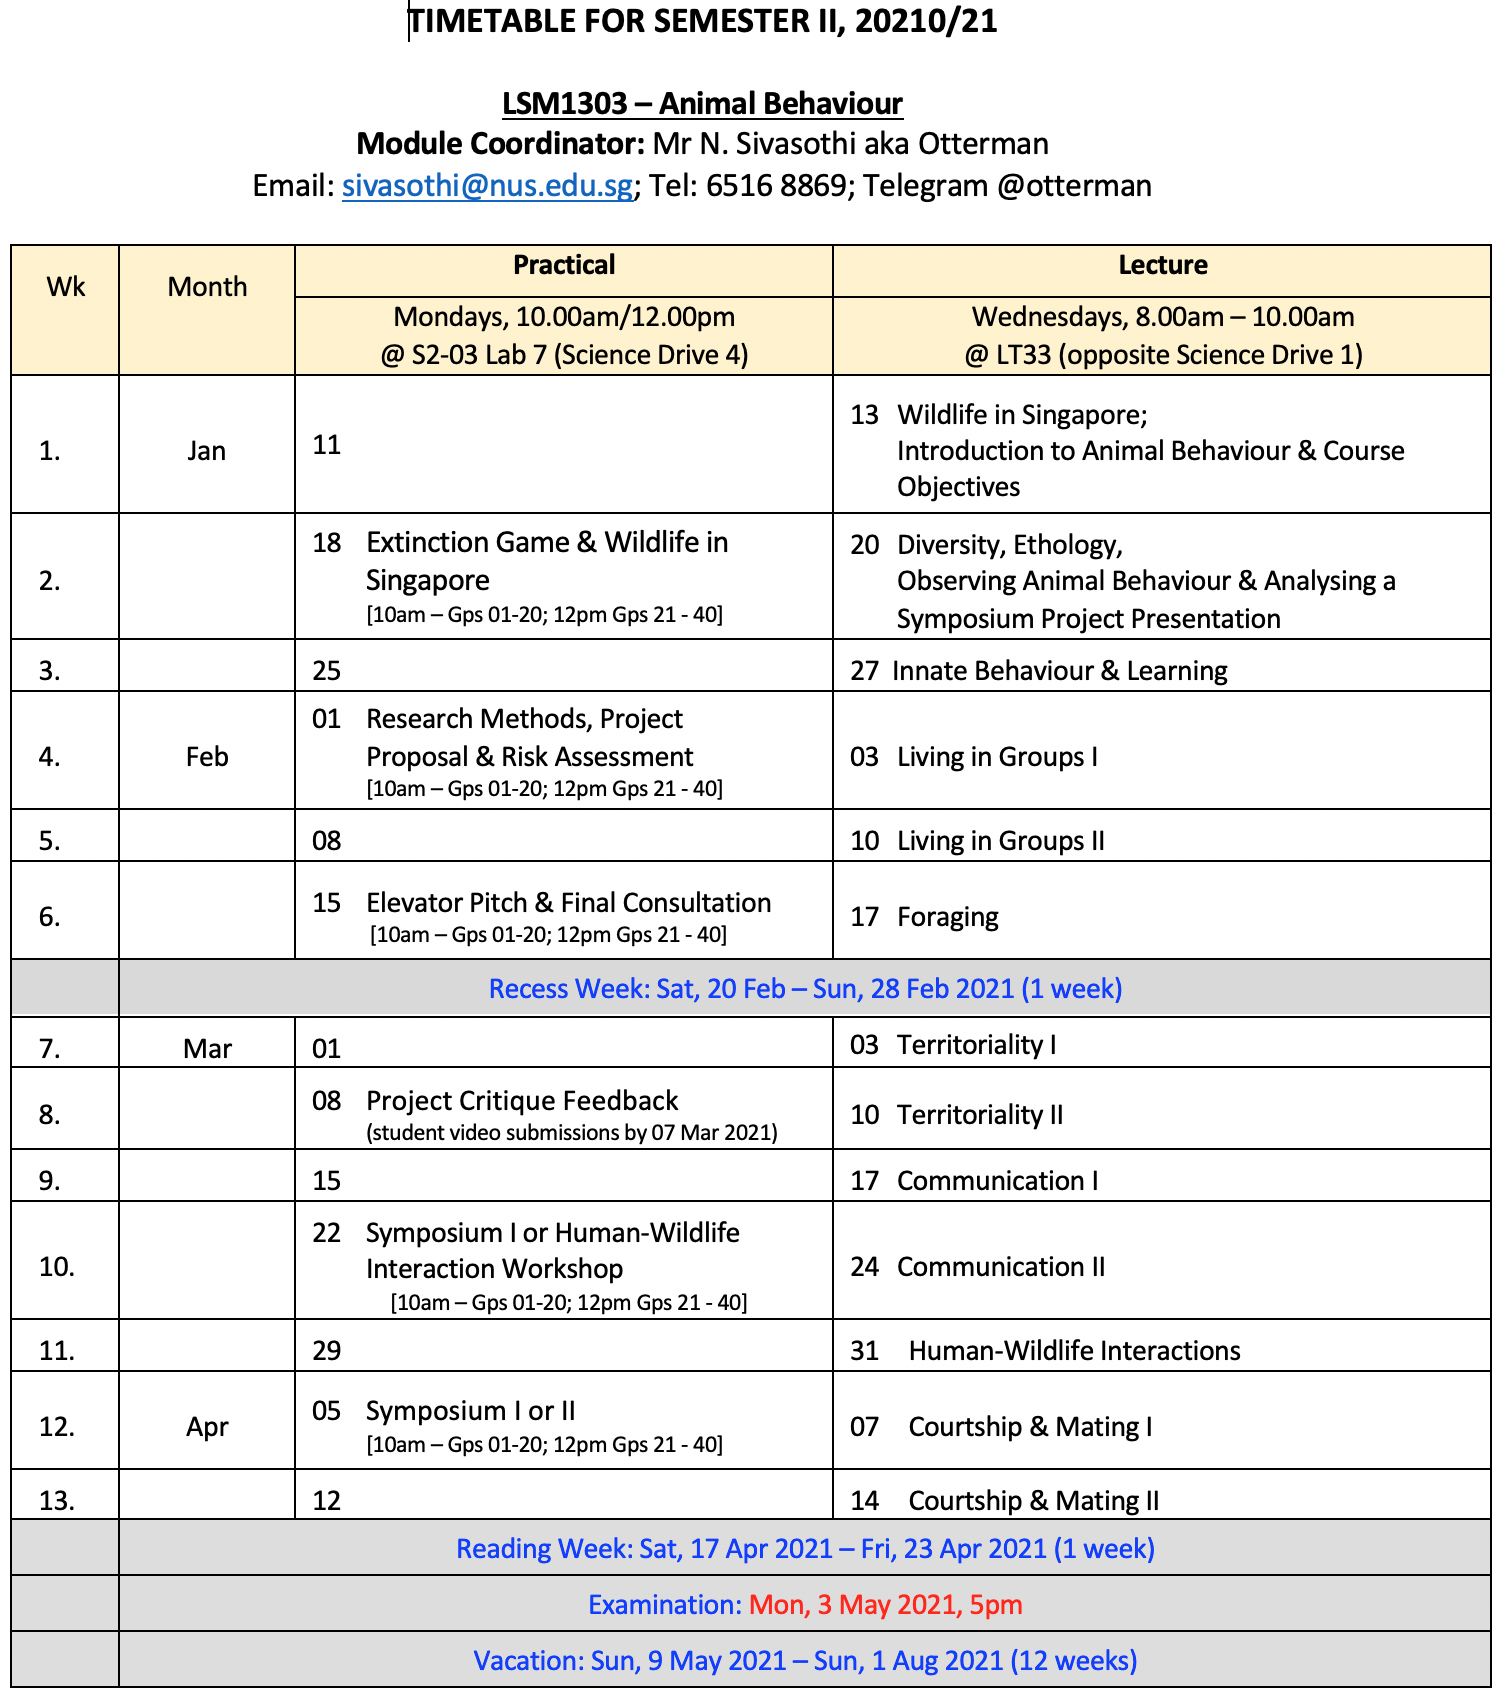 TIMETABLE FOR SEMESTER II, 20210/21
LSM1303 – Animal Behaviour
Module Coordinator: Mr N. Sivasothi aka Otterman
Email: sivasothi@nus.edu.sg; Tel: 6516 8869; Telegram @otterman
Wk
Month
Practical
Lecture
Mondays, 10.00am/12.00pm
@ S2-03 Lab 7 (Science Drive 4)
Wednesdays, 8.00am – 10.00am
@ LT33 (opposite Science Drive 1)
1.
Jan
11
13 Wildlife in Singapore;
Introduction to Animal Behaviour & Course
Objectives
2.
18 Extinction Game & Wildlife in
Singapore
[10am – Gps 01-20; 12pm Gps 21 - 40]
20 Diversity, Ethology,
Observing Animal Behaviour & Analysing a
Symposium Project Presentation
3.
25
27 Innate Behaviour & Learning
4.
Feb
01 Research Methods, Project
Proposal & Risk Assessment
[10am – Gps 01-20; 12pm Gps 21 - 40]
03 Living in Groups I
5.
08
10 Living in Groups II
6.
15 Elevator Pitch & Final Consultation
[10am – Gps 01-20; 12pm Gps 21 - 40]
17 Foraging
Recess Week: Sat, 20 Feb – Sun, 28 Feb 2021 (1 week)
7.
Mar
01
03 Territoriality I
8.
08 Project Critique Feedback
(student video submissions by 07 Mar 2021)
10 Territoriality II
9.
15
17 Communication I
10.
22 Symposium I or Human-Wildlife
Interaction Workshop
[10am – Gps 01-20; 12pm Gps 21 - 40]
24 Communication II
11.
29
31 Human-Wildlife Interactions
12.
Apr
05 Symposium I or II
[10am – Gps 01-20; 12pm Gps 21 - 40]
07 Courtship & Mating I
13.
12
14 Courtship & Mating II
Reading Week: Sat, 17 Apr 2021 – Fri, 23 Apr 2021 (1 week)
Examination: Mon, 3 May 2021, 5pm
Vacation: Sun, 9 May 2021 – Sun, 1 Aug 2021 (12 weeks)